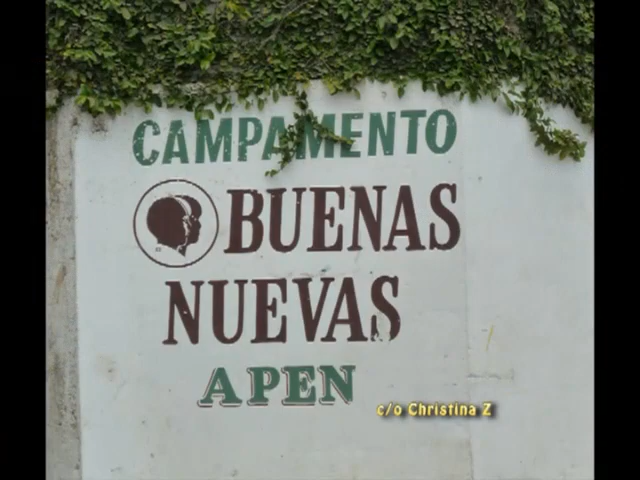 CAMPAMENTO
BUENAS
NUEVAS
APEN
c/o Christina Z